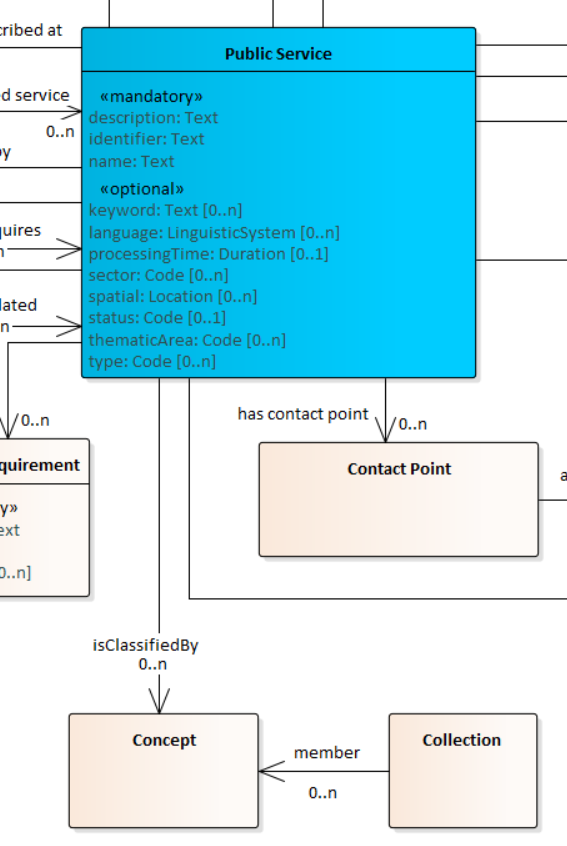 cribed at
Public Service
«mandatory»
description: Text
identifier: Text
name: Text
«optional»
keyword: Text [0..n]
language: LinguisticSystem [0..n]
processingTime: Duration [0..1]
sector: Code [0..n]
spatial: Location [0..n]
status: Code [0..1]
thematicArea: Code [0..n]
type: Code [0..n]
d service
0..n
by
quires
n
lated
n
0..n
quirement
y»
ext
0..n]
has contact point
0..n
Contact Point
a
isClassifiedBy
0..n
Concept
member
0..n
Collection